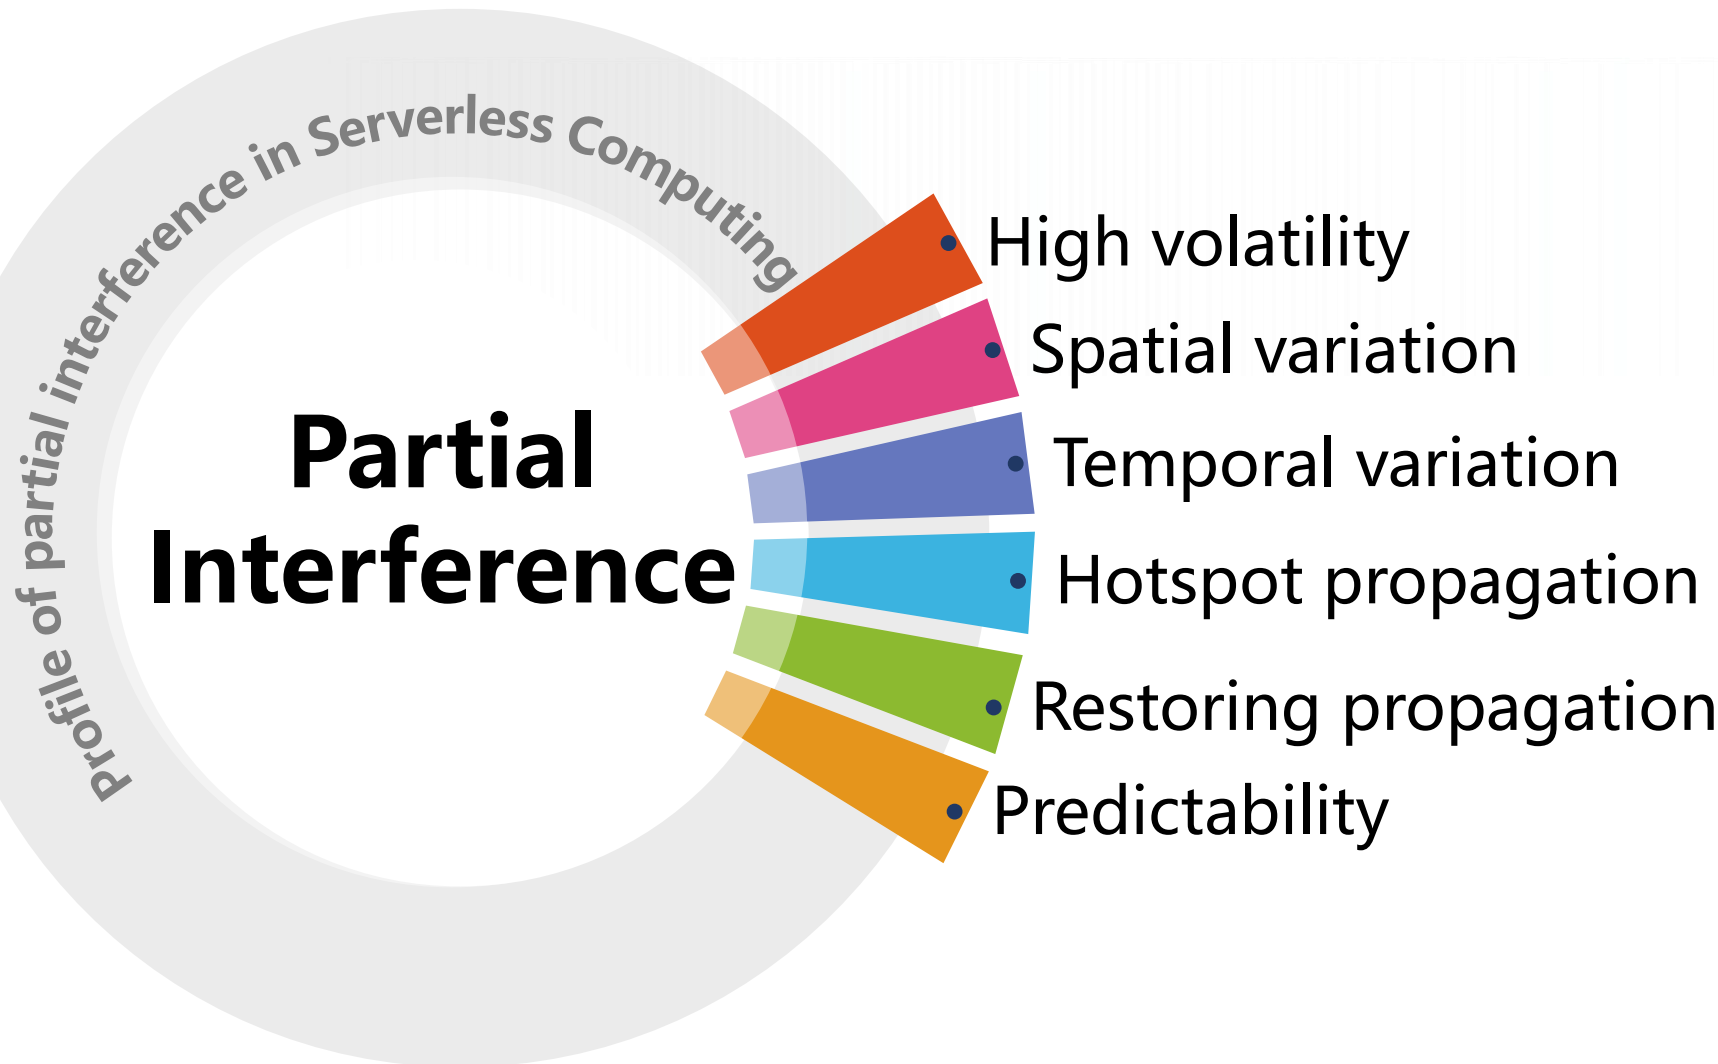 Profile of partial interference in Serverless Computing
Partial
Interference
High volatility
Spatial variation
Temporal variation
Hotspot propagation
Restoring propagation
Predictability